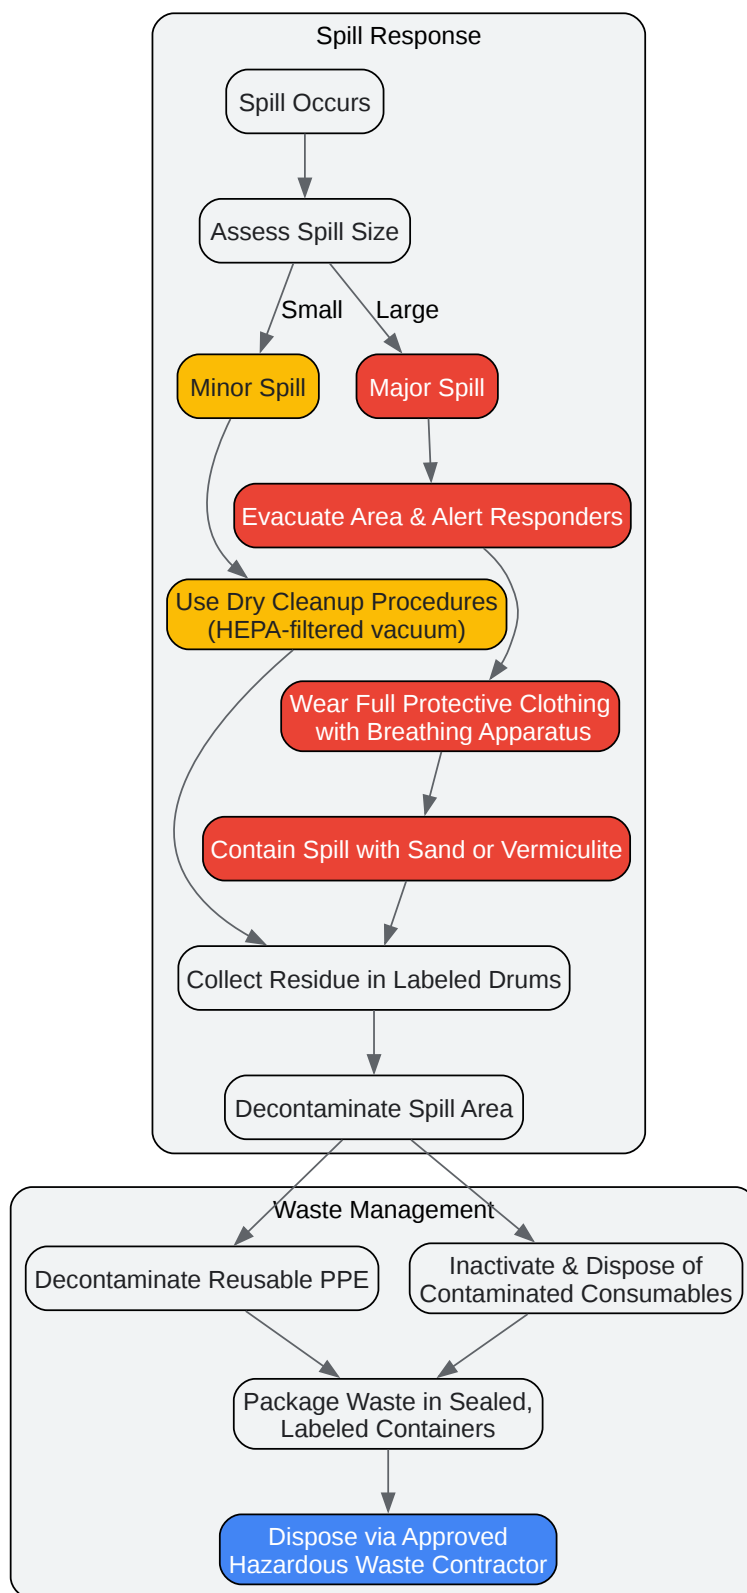 Spill Response
Spill Occurs
Assess Spill Size
Small
Large
Minor Spill
Major Spill
Evacuate Area & Alert Responders
Use Dry Cleanup Procedures
(HEPA-filtered vacuum)
Wear Full Protective Clothing
with Breathing Apparatus
Contain Spill with Sand or Vermiculite
Collect Residue in Labeled Drums
Decontaminate Spill Area
Waste Management
Decontaminate Reusable PPE
Inactivate & Dispose of
Contaminated Consumables
Package Waste in Sealed,
Labeled Containers
Dispose via Approved
Hazardous Waste Contractor